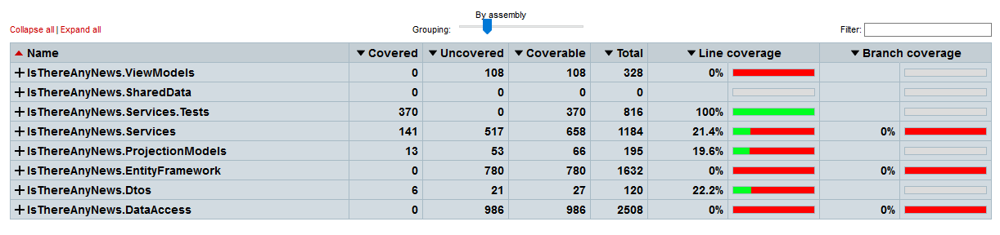 By assembly
Collapse all | Expand all Grouping: Filter:
Name Covered Uncovered Coverable Total Line coverage Branch coverage
IsThereAnyNews.ViewModels 0 108 108 328 0%
IsThereAnyNews.SharedData 0 0 0 0
IsThereAnyNews.Services.Tests 370 0 370 816 100%
IsThereAnyNews.Services 141 517 658 1184 21.4% 0%
IsThereAnyNews.ProjectionModels 13 53 66 195 19.6%
IsThereAnyNews.EntityFramework 0 780 780 1632 0% 0%
IsThereAnyNews.Dtos 6 21 27 120 22.2%
IsThereAnyNews.DataAccess 0 986 986 2508 0% 0%